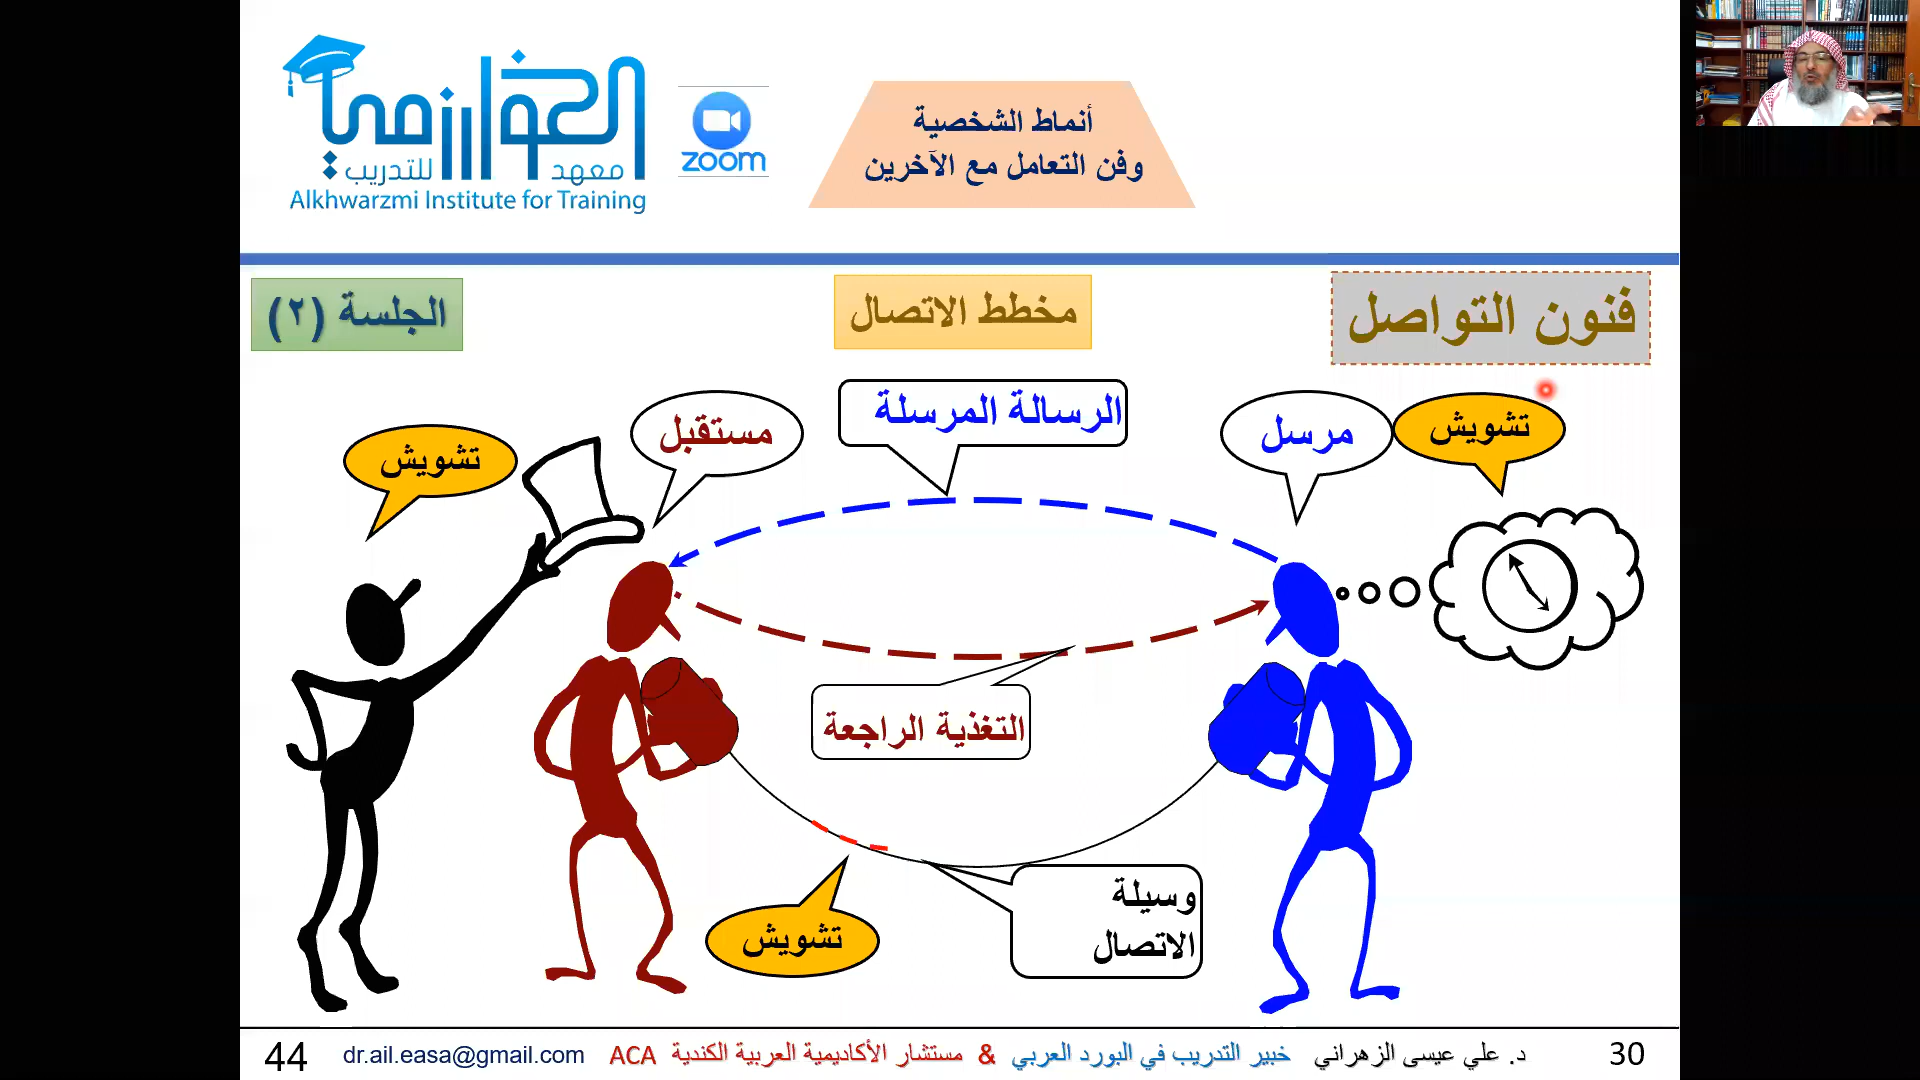 الخوارزمي
معهد للتدريب
Alkhwarzmi Institute for Training
zoom
أنماط الشخصية
وفن التعامل مع الآخرين
فنون التواصل
مخطط الاتصال
الجلسة (٢)
تشويش
مرسل
الرسالة المرسلة
مستقبل
تشويش
التغذية الراجعة
وسيلة
الاتصال
تشويش
30
د. علي عيسى الزهراني خبير التدريب في البورد العربي & مستشار الأكاديمية العربية الكندية ACA
dr.ail.easa@gmail.com
44